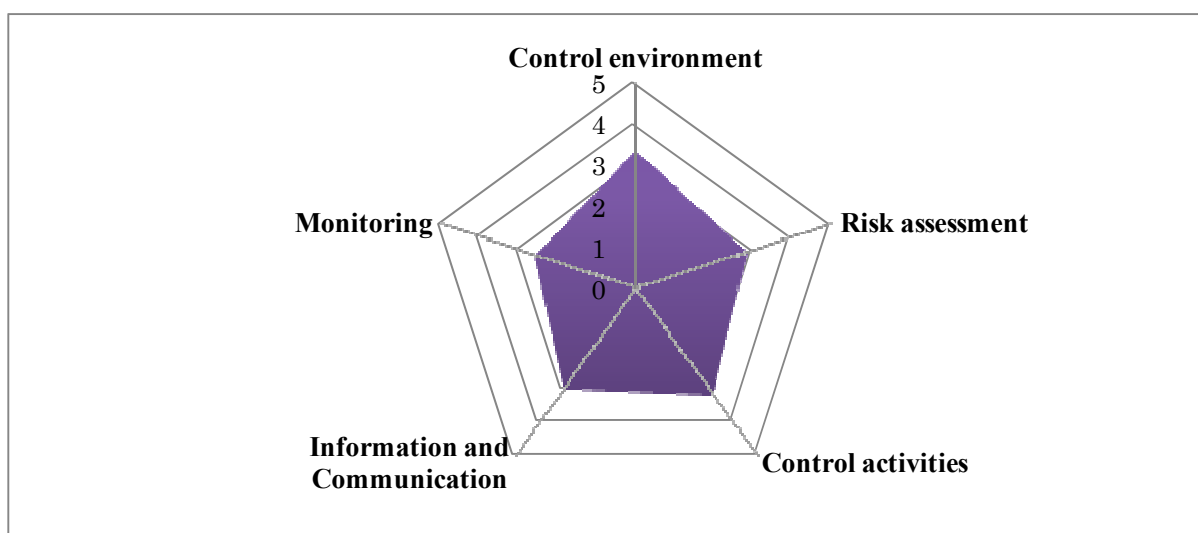 Control environment
5
4
3
2
1
0
Monitoring
Risk assessment
Information and
Communication
Control activities